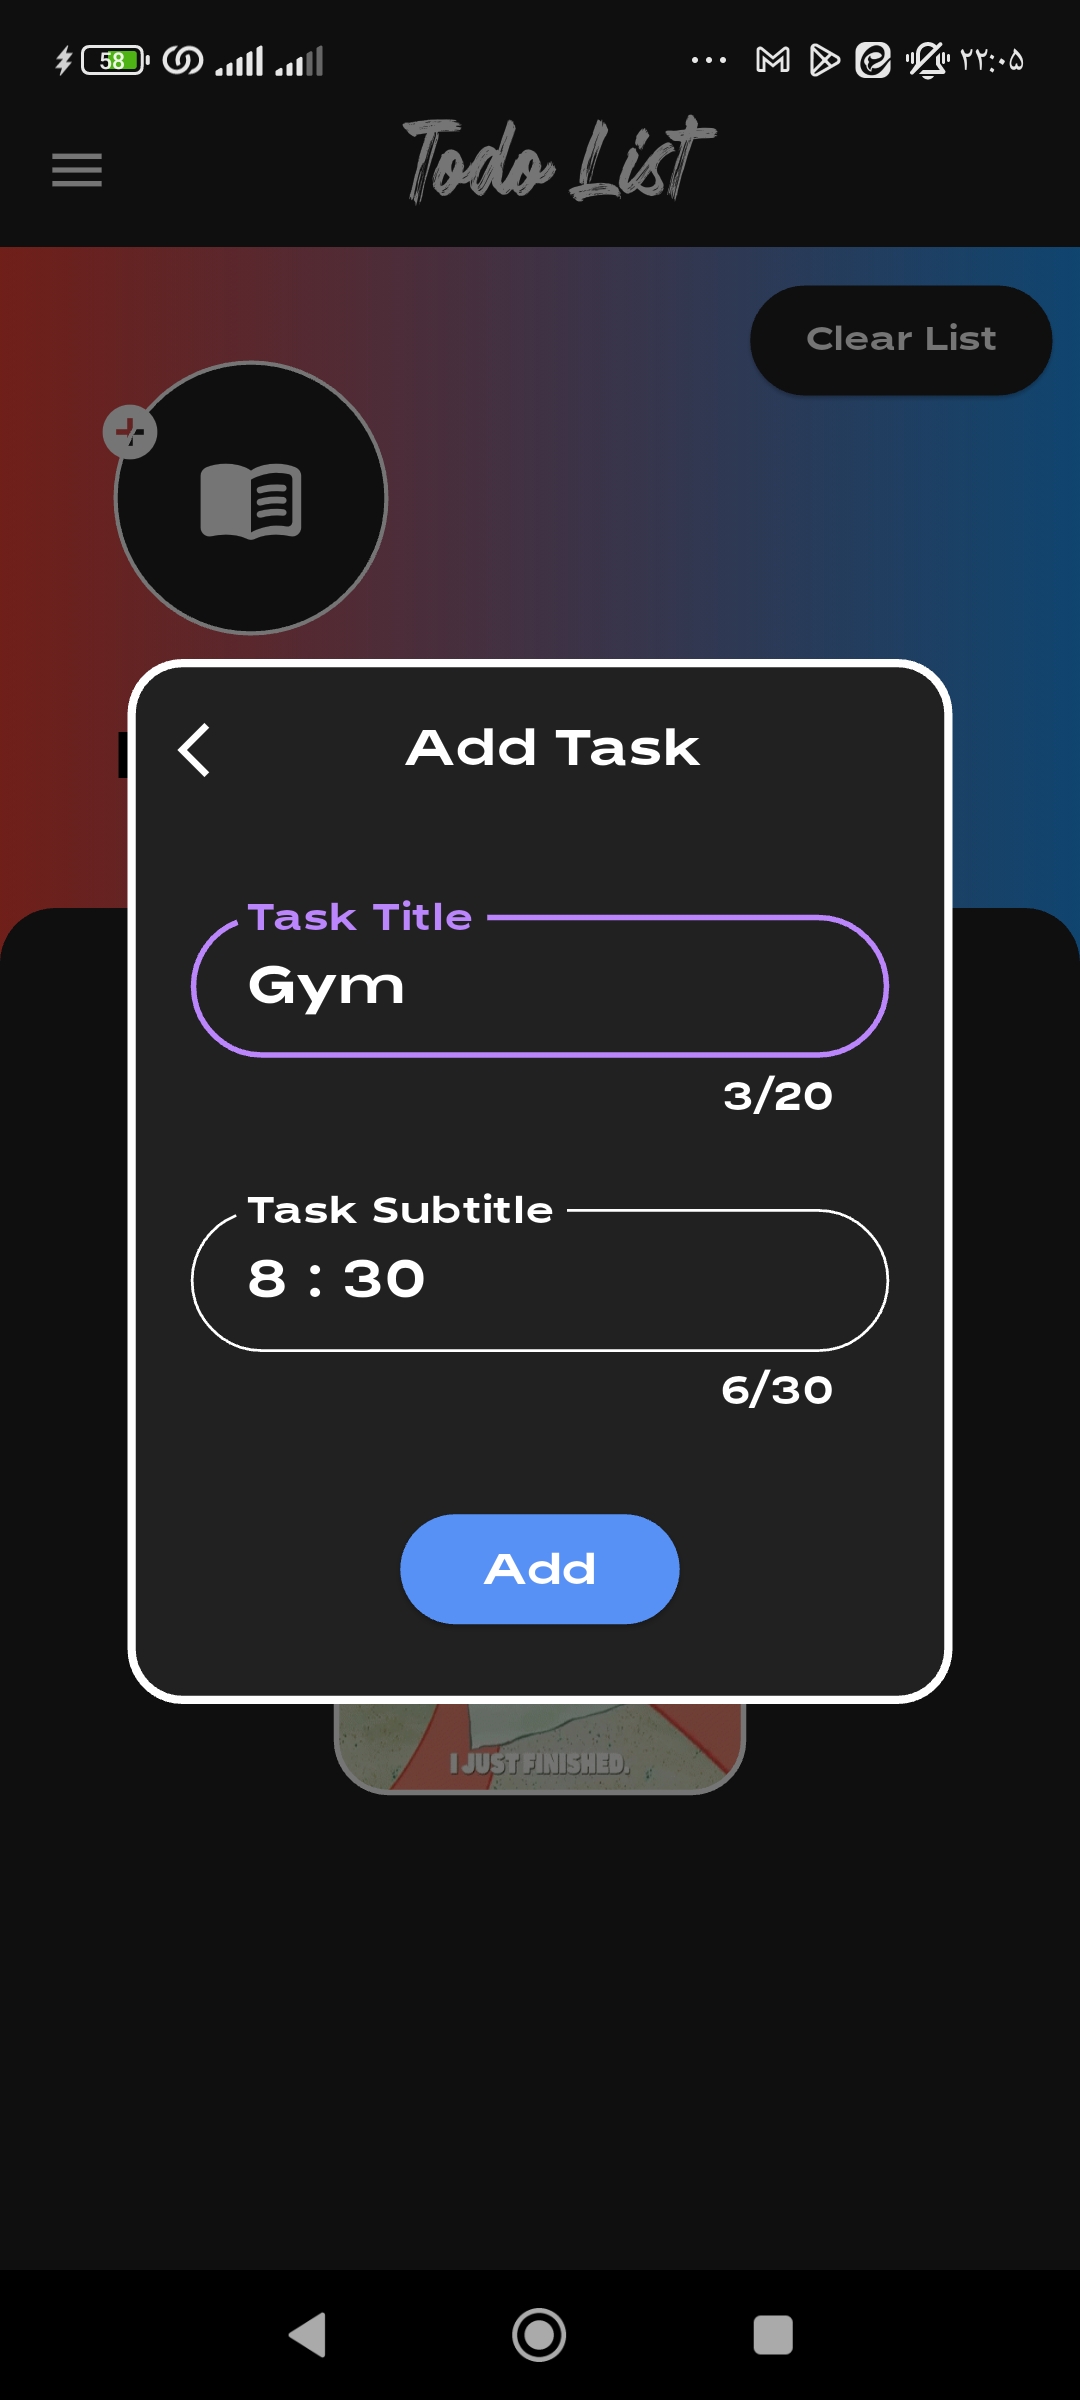 58
۲۲:۰۵
Todo List
Clear List
Add Task
Task Title
Gym
3/20
Task Subtitle
8 : 30
6/30
Add
I JUST FINISHED.